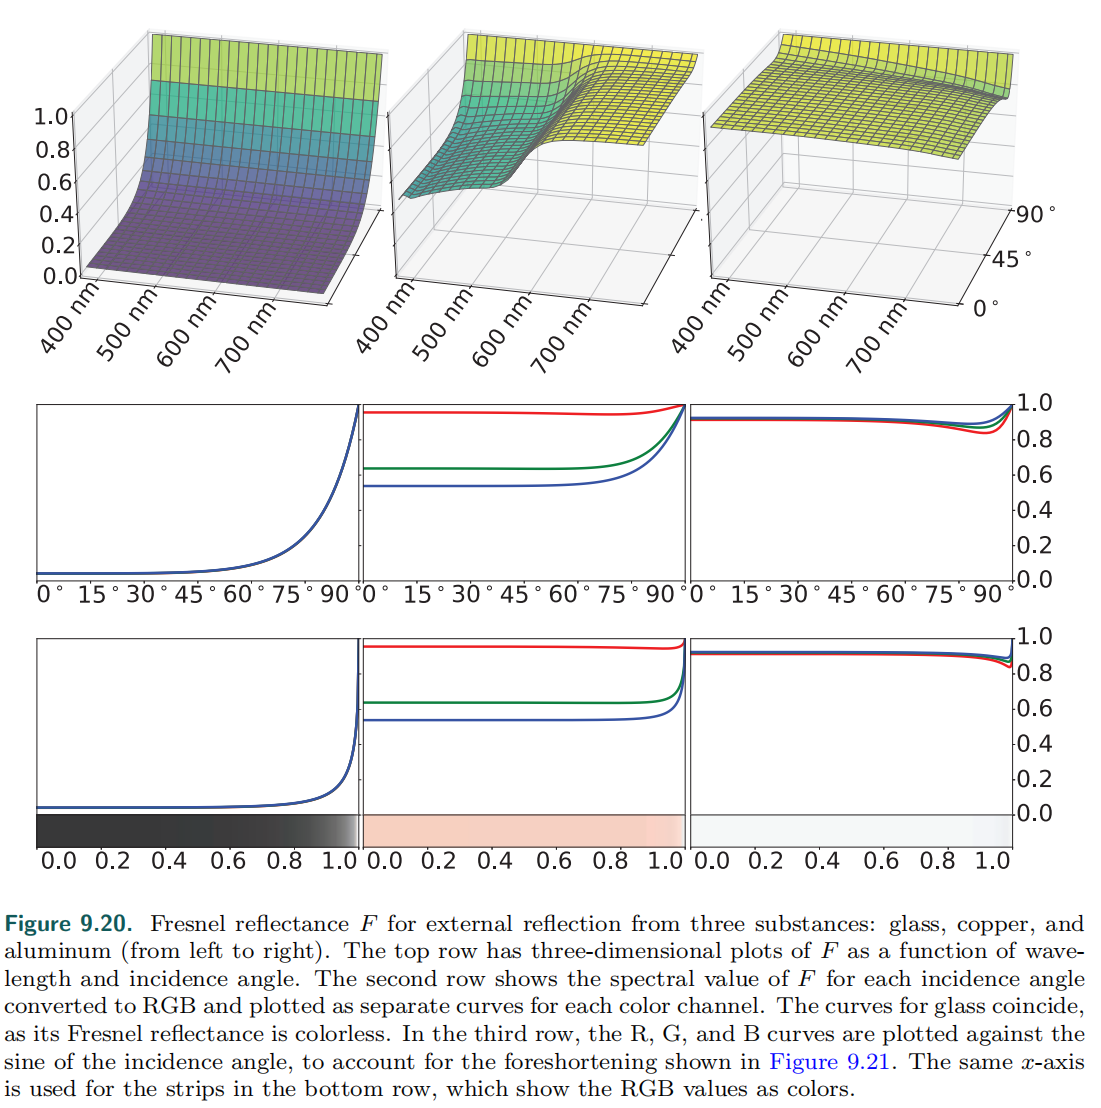 1.0
0.8
0.6
0.4
0.2
0.0
400 nm
500 nm
600 nm
700 nm
400 nm
500 nm
600 nm
700 nm
400 nm
500 nm
600 nm
700 nm
90°
45°
0°
1.0
0.8
0.6
0.4
0.2
0.0
0° 15° 30° 45° 60° 75° 90° 0° 15° 30° 45° 60° 75° 90° 0° 15° 30° 45° 60° 75° 90°
1.0
0.8
0.6
0.4
0.2
0.0
0.0 0.2 0.4 0.6 0.8 1.0 0.0 0.2 0.4 0.6 0.8 1.0 0.0 0.2 0.4 0.6 0.8 1.0
Figure 9.20. Fresnel reflectance F for external reflection from three substances: glass, copper, and
aluminum (from left to right). The top row has three-dimensional plots of F as a function of wave-
length and incidence angle. The second row shows the spectral value of F for each incidence angle
converted to RGB and plotted as separate curves for each color channel. The curves for glass coincide,
as its Fresnel reflectance is colorless. In the third row, the R, G, and B curves are plotted against the
sine of the incidence angle, to account for the foreshortening shown in Figure 9.21. The same x-axis
is used for the strips in the bottom row, which show the RGB values as colors.